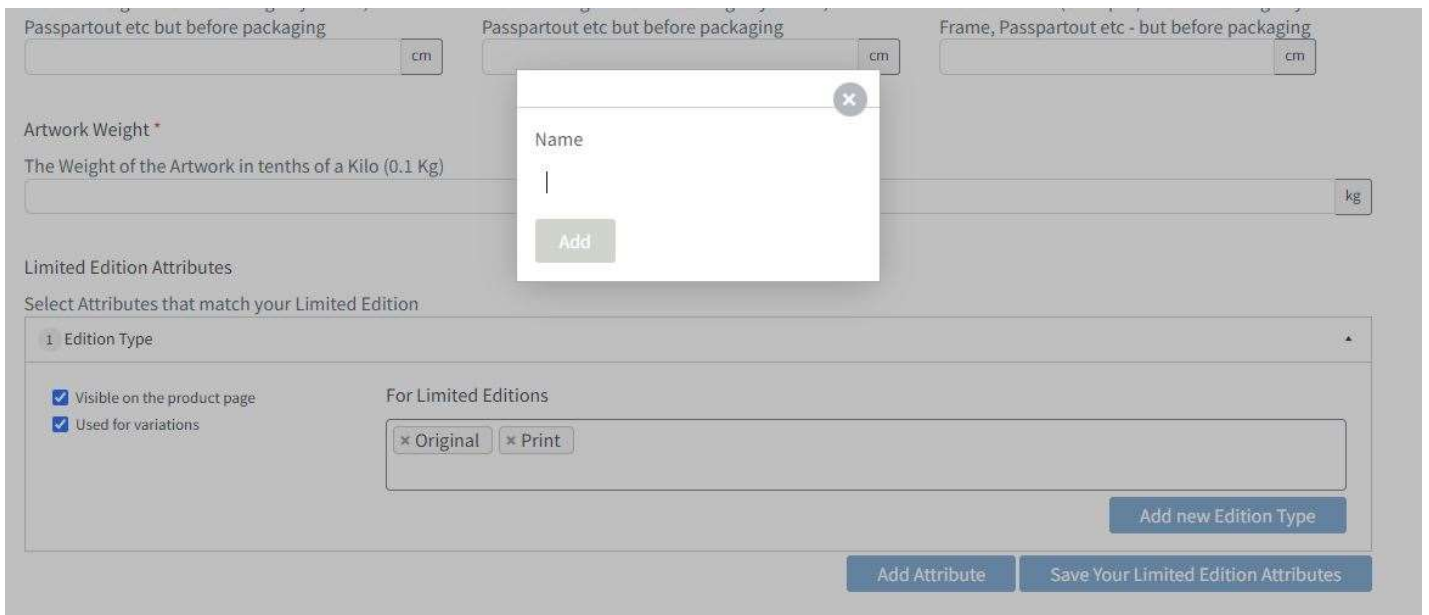 Passpartout etc but before packaging
Passpartout etc but before packaging
Frame, Passpartout etc - but before packaging
cm
cm
cm
Name
Add
Artwork Weight *
The Weight of the Artwork in tenths of a Kilo (0.1 Kg)
kg
Limited Edition Attributes
Select Attributes that match your Limited Edition
1 Edition Type
Visible on the product page
Used for variations
For Limited Editions
× Original × Print
Add new Edition Type
Add Attribute
Save Your Limited Edition Attributes